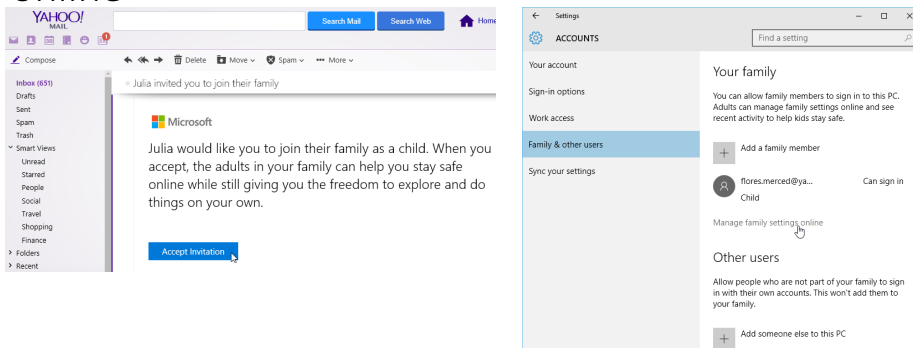 YAHOO!
MAIL
Search Mail
Search Web
Home
Compose
Delete
Move
Spam
More
Inbox (651)
Drafts
Sent
Spam
Trash
Smart Views
Unread
Starred
People
Social
Travel
Shopping
Finance
Folders
Recent
Julia invited you to join their family
Microsoft
Julia would like you to join their family as a child. When you
accept, the adults in your family can help you stay safe
online while still giving you the freedom to explore and do
things on your own.
Accept Invitation
Settings
ACCOUNTS
Find a setting
Your account
Sign-in options
Work access
Family & other users
Sync your settings
Your family
You can allow family members to sign in to this PC.
Adults can manage family settings online and see
recent activity to help kids stay safe.
Add a family member
flores.merced@ya... Can sign in
Child
Manage family settings online
Other users
Allow people who are not part of your family to sign
in with their own accounts. This won't add them to
your family.
Add someone else to this PC